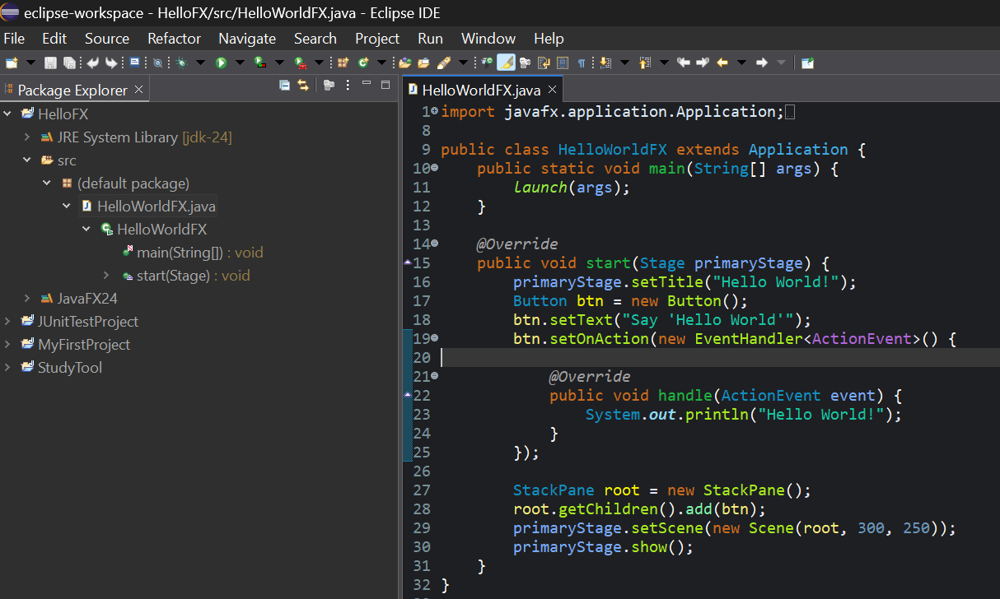 eclipse-workspace - HelloFX/src/HelloWorldFX.java - Eclipse IDE
File Edit Source Refactor Navigate Search Project Run Window Help
Package Explorer
HelloFX
JRE System Library [jdk-24]
src
(default package)
HelloWorldFX.java
HelloWorldFX
main(String[]) : void
start(Stage) : void
JavaFX24
JUnitTestProject
MyFirstProject
StudyTool
HelloWorldFX.java
1 import javafx.application.Application;
8
9 public class HelloWorldFX extends Application {
10     public static void main(String[] args) {
11         launch(args);
12     }
13
14     @Override
15     public void start(Stage primaryStage) {
16         primaryStage.setTitle("Hello World!");
17         Button btn = new Button();
18         btn.setText("Say 'Hello World'");
19         btn.setOnAction(new EventHandler<ActionEvent>() {
20
21             @Override
22             public void handle(ActionEvent event) {
23                 System.out.println("Hello World!");
24             }
25         });
26
27         StackPane root = new StackPane();
28         root.getChildren().add(btn);
29         primaryStage.setScene(new Scene(root, 300, 250));
30         primaryStage.show();
31     }
32 }